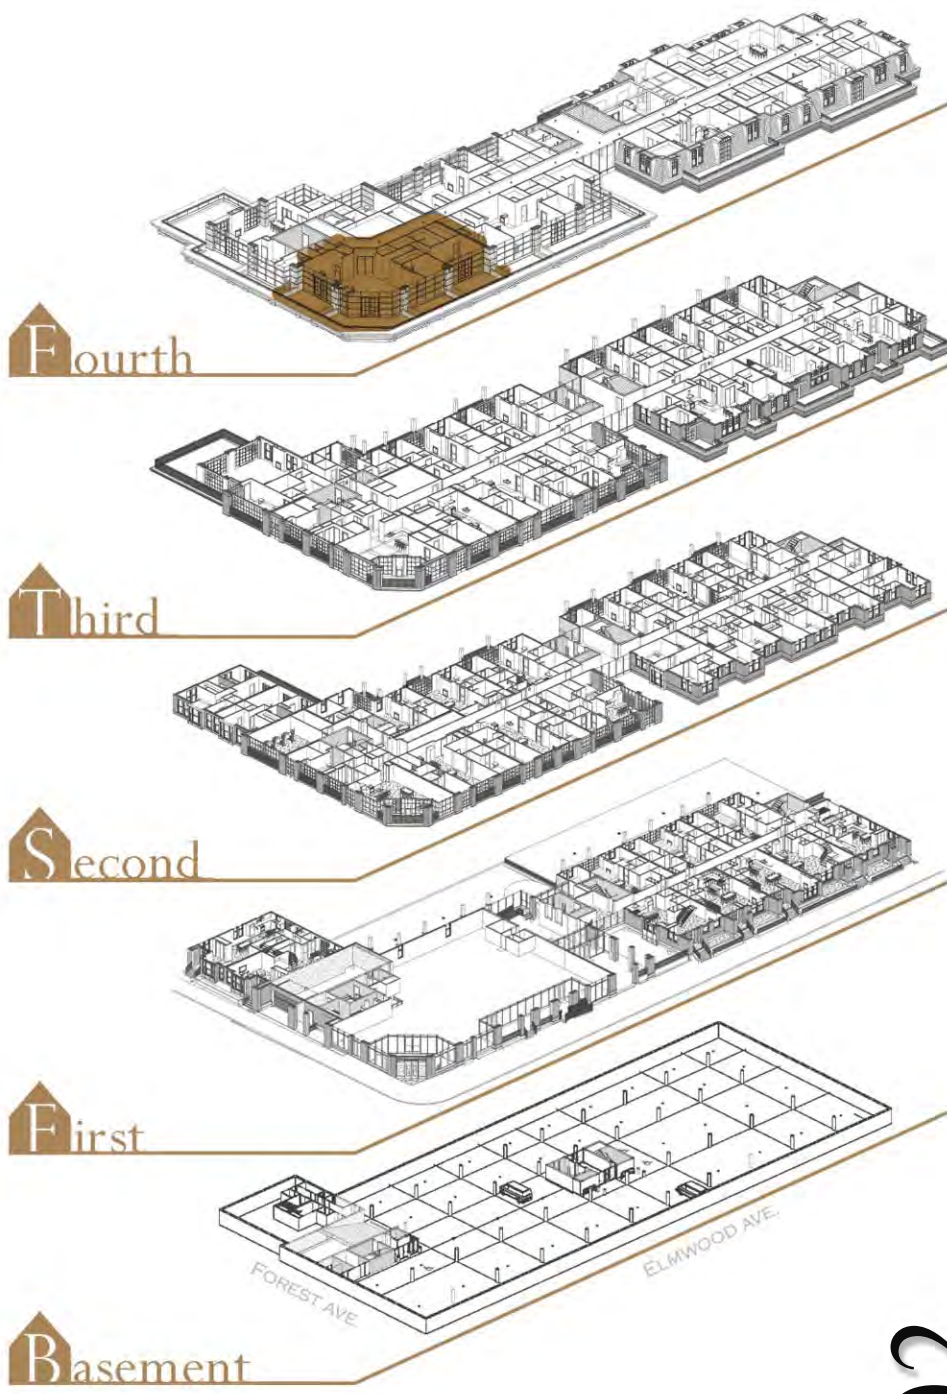 Fourth
Third
Second
First
FOREST AVE.
ELMWOOD AVE.
Basement